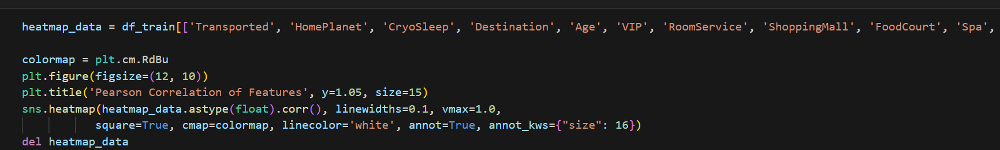 heatmap_data = df_train[['Transported', 'HomePlanet', 'CryoSleep', 'Destination', 'Age', 'VIP', 'RoomService', 'ShoppingMall', 'FoodCourt', 'Spa',
colormap = plt.cm.RdBu
plt.figure(figsize=(12, 10))
plt.title('Pearson Correlation of Features', y=1.05, size=15)
sns.heatmap(heatmap_data.astype(float).corr(), linewidths=0.1, vmax=1.0,
            square=True, cmap=colormap, linecolor='white', annot=True, annot_kws={"size": 16})
del heatmap_data